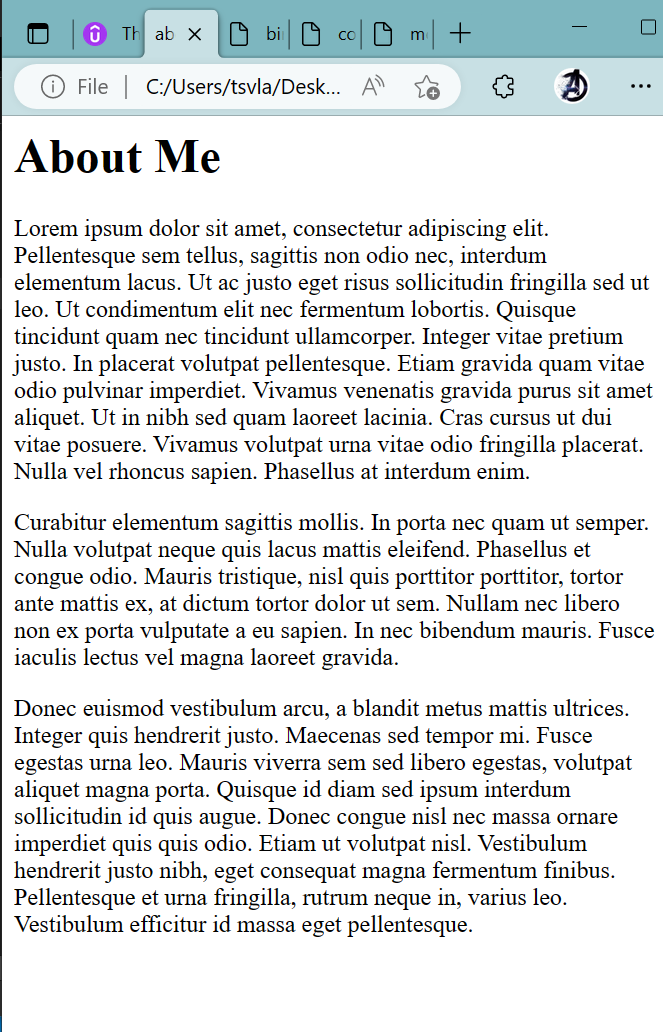 Th ab bi co m
File C:/Users/tsvla/Desk...
About Me
Lorem ipsum dolor sit amet, consectetur adipiscing elit.
Pellentesque sem tellus, sagittis non odio nec, interdum
elementum lacus. Ut ac justo eget risus sollicitudin fringilla sed ut
leo. Ut condimentum elit nec fermentum lobortis. Quisque
tincidunt quam nec tincidunt ullamcorper. Integer vitae pretium
justo. In placerat volutpat pellentesque. Etiam gravida quam vitae
odio pulvinar imperdiet. Vivamus venenatis gravida purus sit amet
aliquet. Ut in nibh sed quam laoreet lacinia. Cras cursus ut dui
vitae posuere. Vivamus volutpat urna vitae odio fringilla placerat.
Nulla vel rhoncus sapien. Phasellus at interdum enim.
Curabitur elementum sagittis mollis. In porta nec quam ut semper.
Nulla volutpat neque quis lacus mattis eleifend. Phasellus et
congue odio. Mauris tristique, nisl quis porttitor porttitor, tortor
ante mattis ex, at dictum tortor dolor ut sem. Nullam nec libero
non ex porta vulputate a eu sapien. In nec bibendum mauris. Fusce
iaculis lectus vel magna laoreet gravida.
Donec euismod vestibulum arcu, a blandit metus mattis ultrices.
Integer quis hendrerit justo. Maecenas sed tempor mi. Fusce
egestas urna leo. Mauris viverra sem sed libero egestas, volutpat
aliquet magna porta. Quisque id diam sed ipsum interdum
sollicitudin id quis augue. Donec congue nisl nec massa ornare
imperdiet quis quis odio. Etiam ut volutpat nisl. Vestibulum
hendrerit justo nibh, eget consequat magna fermentum finibus.
Pellentesque et urna fringilla, rutrum neque in, varius leo.
Vestibulum efficitur id massa eget pellentesque.